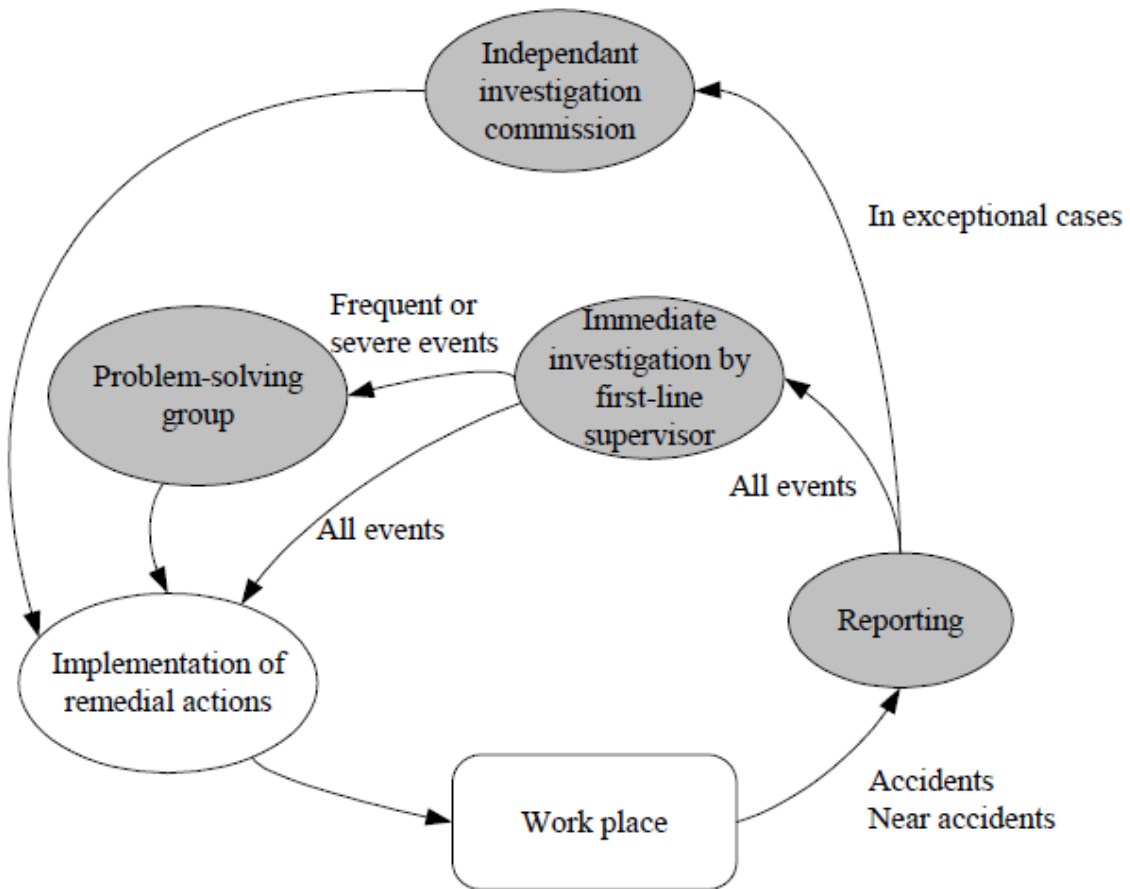 Independant
investigation
commission
In exceptional cases
Frequent or
severe events
Immediate
investigation by
first-line
supervisor
Problem-solving
group
All events
All events
Reporting
Implementation of
remedial actions
Work place
Accidents
Near accidents